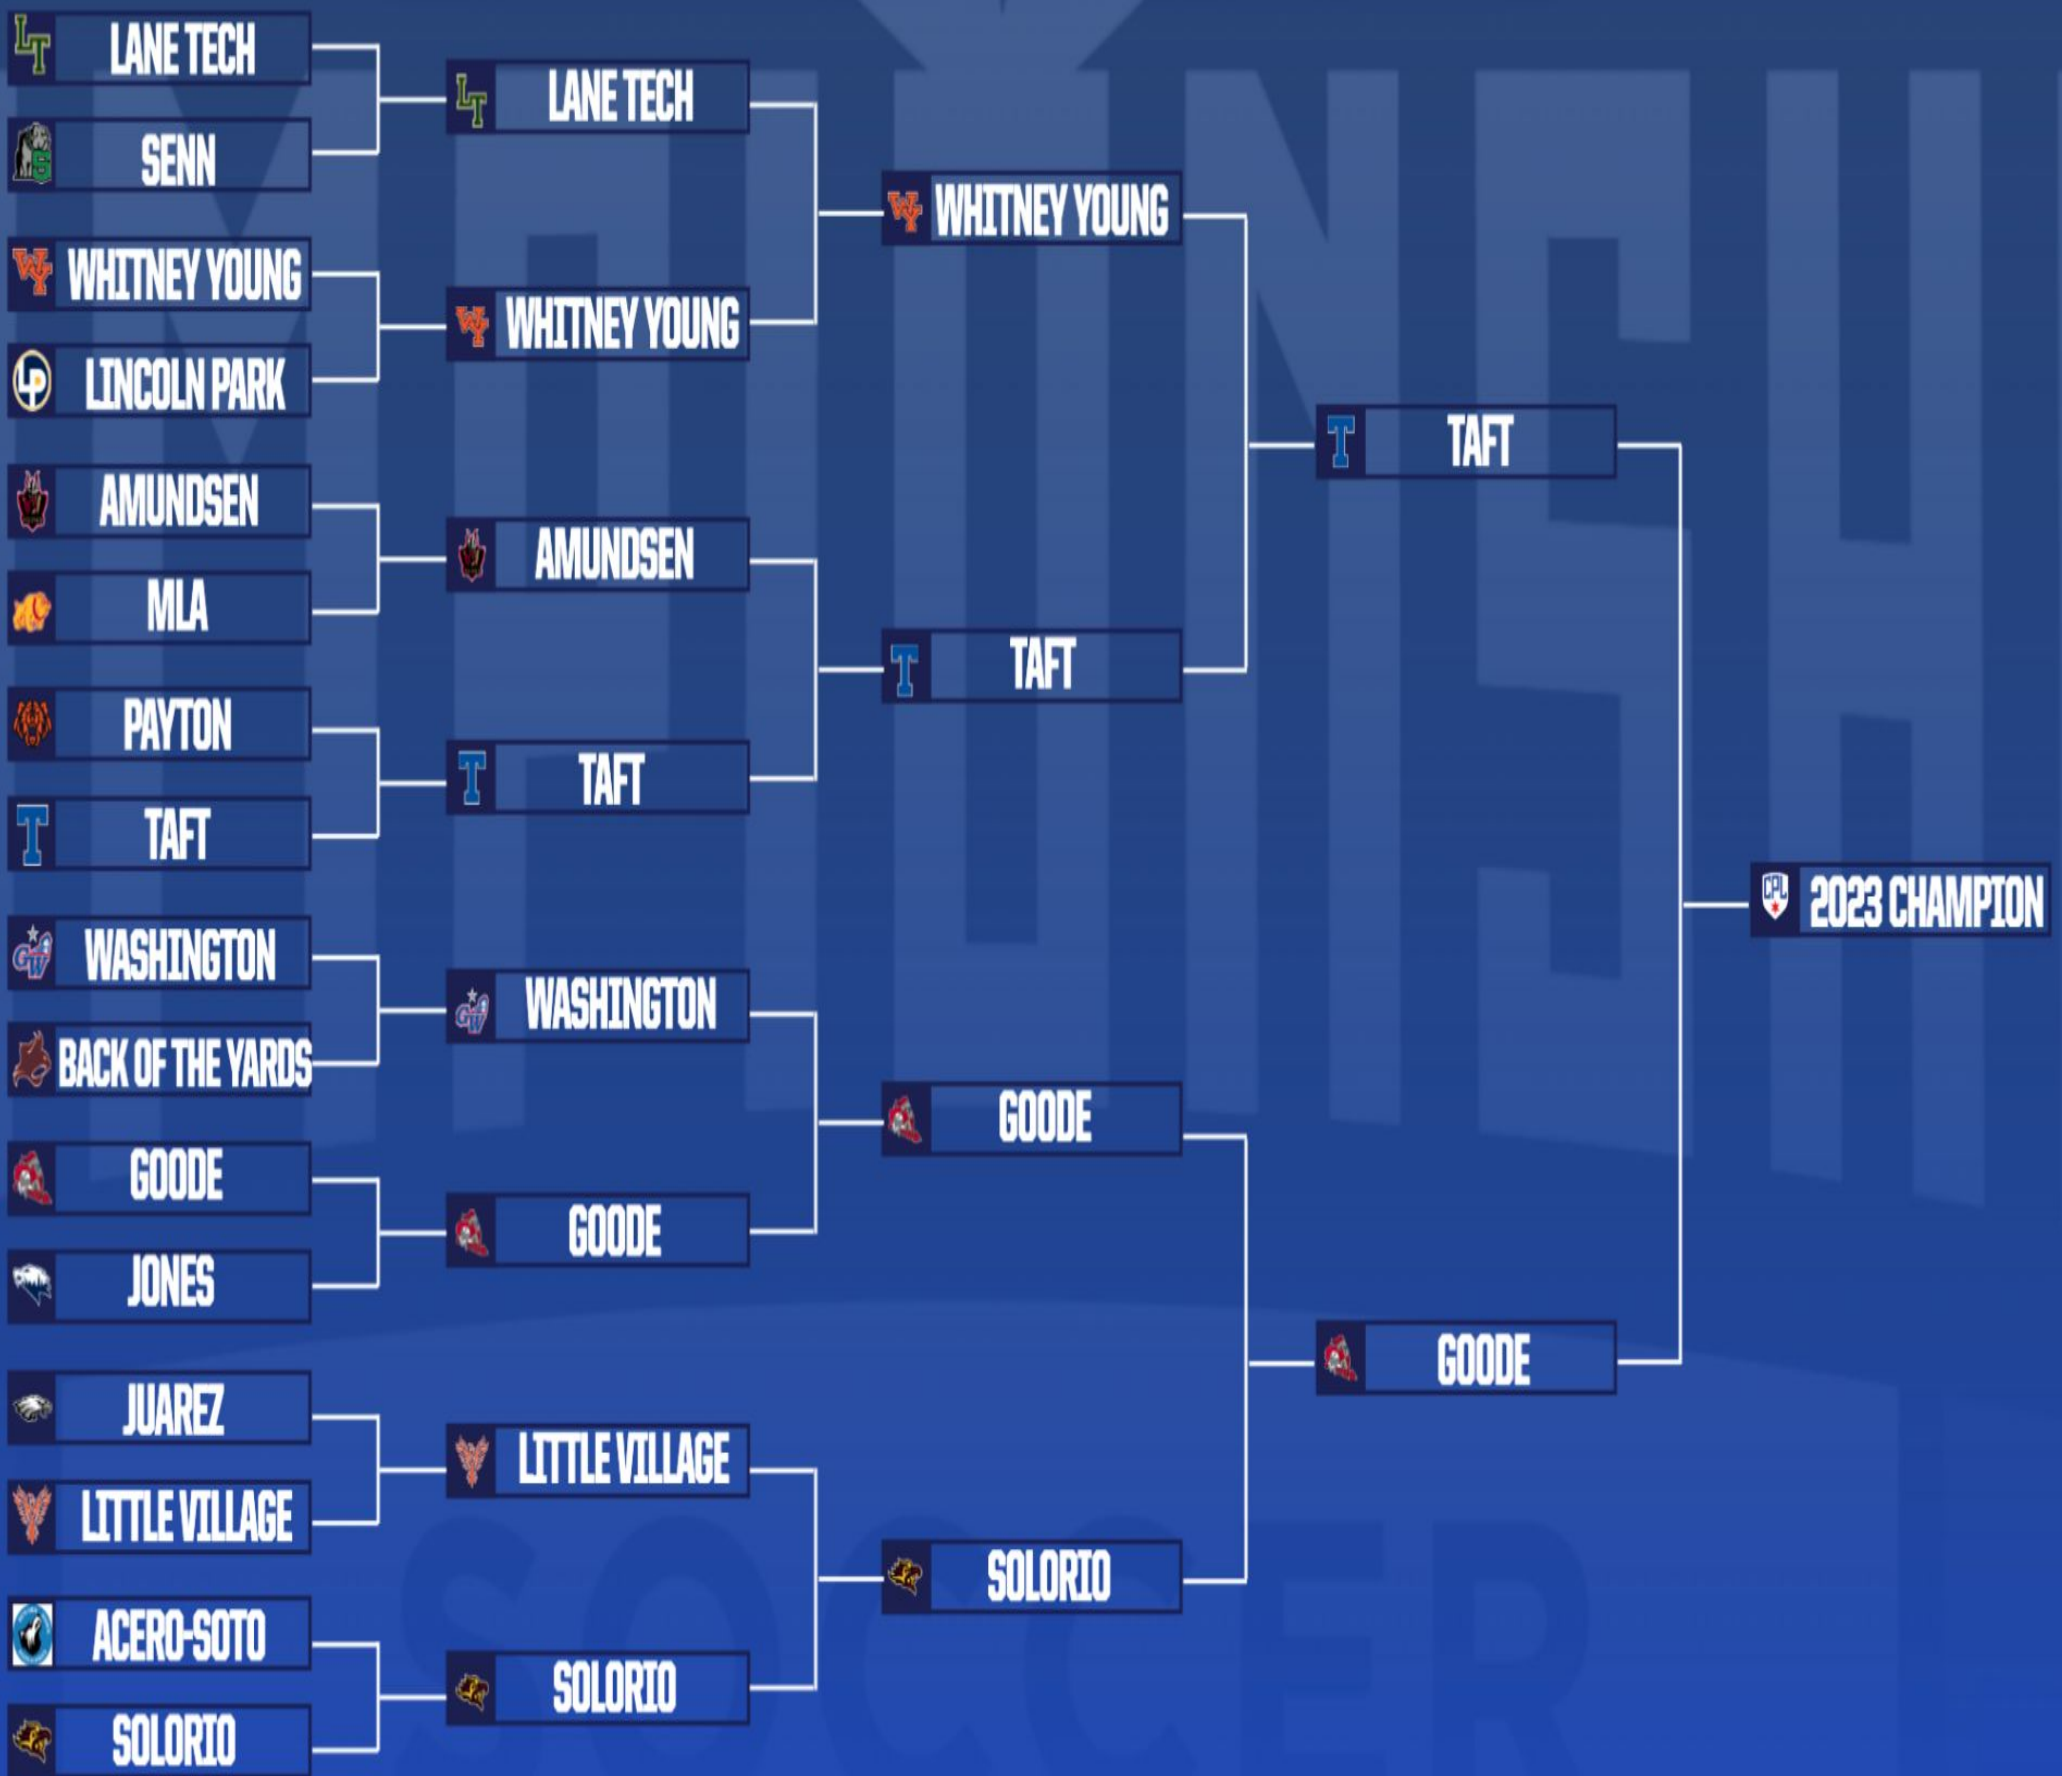 LANE TECH
SENN
WHITNEY YOUNG
LINCOLN PARK
AMUNDSEN
MLA
PAYTON
TAFT
WASHINGTON
BACK OF THE YARDS
GOODE
JONES
JUAREZ
LITTLE VILLAGE
ACERO-SOTO
SOLORIO
LANE TECH
WHITNEY YOUNG
AMUNDSEN
TAFT
WASHINGTON
GOODE
LITTLE VILLAGE
SOLORIO
WHITNEY YOUNG
TAFT
GOODE
SOLORIO
TAFT
GOODE
CPL
2023 CHAMPION
SOCCER